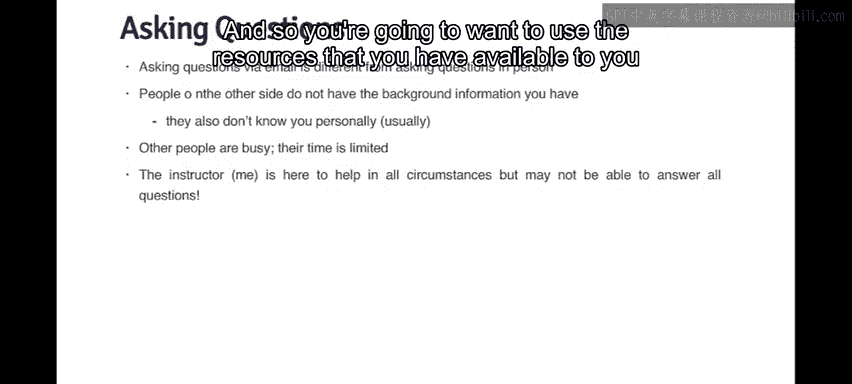 Asking Questions
And so you're going to want to use the
resources that you have available to you
· Asking questions via email is different from asking questions in person
· People o nthe other side do not have the background information you have
- they also don't know you personally (usually)
· Other people are busy; their time is limited
· The instructor (me) is here to help in all circumstances but may not be able to answer all
questions!